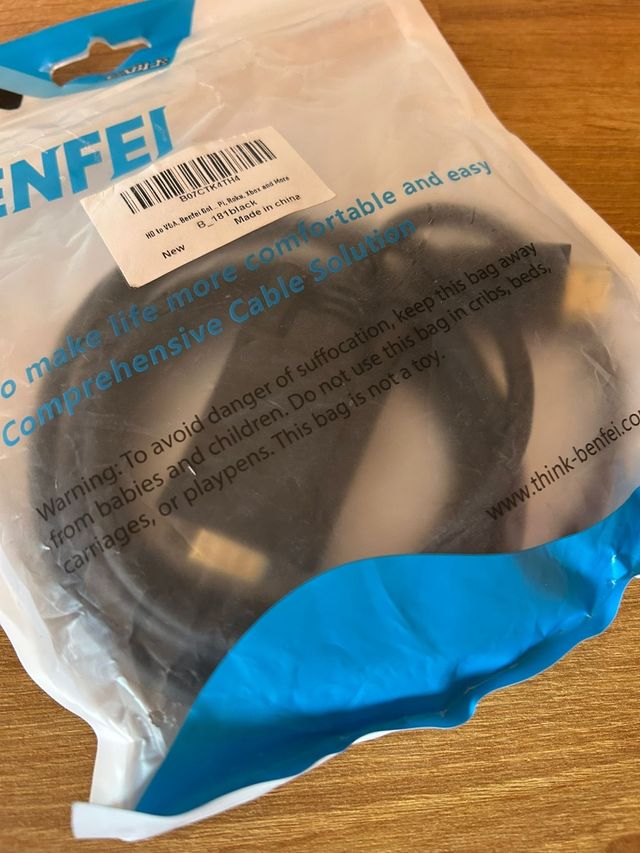 ENFEI
B07CTK4TH4
HD to VGA, Benfei Got...Pi, Roku, Xbox and More
B_181black
New
Made in china
o make life more comfortable and easy
Comprehensive Cable Solution
Warning: To avoid danger of suffocation, keep this bag away
from babies and children. Do not use this bag in cribs, beds,
carriages, or playpens. This bag is not a toy.
www.think-benfei.co